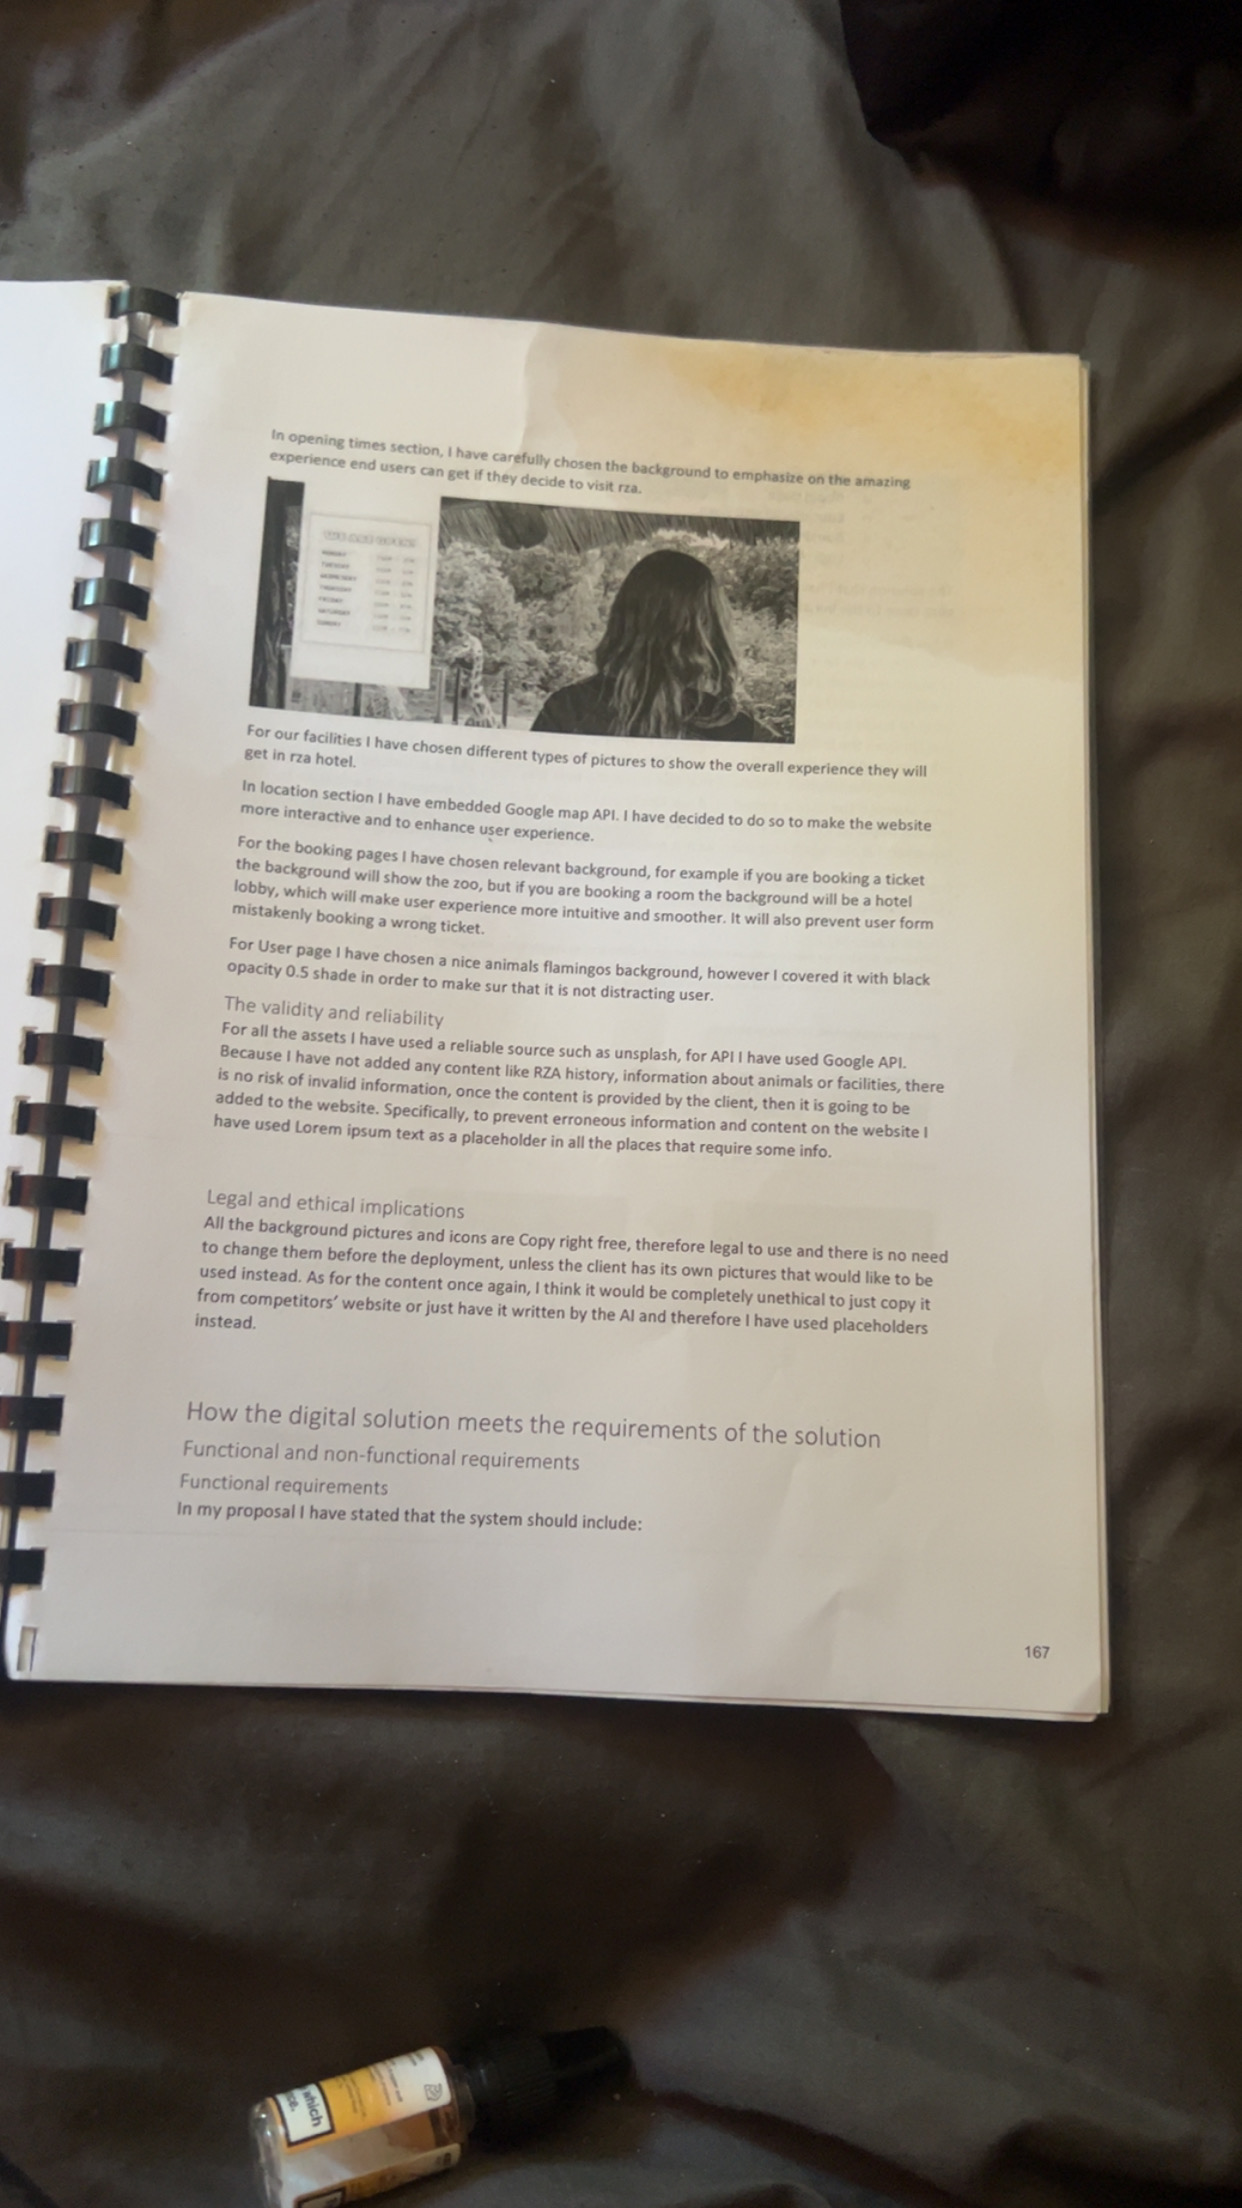 In opening times section, I have carefully chosen the background to emphasize on the amazing
experience end users can get if they decide to visit rza.
MONDAY
TUESDAY
WEDNESDAY
THURSDAY
FRIDAY
SATURDAY
SUNDAY
For our facilities I have chosen different types of pictures to show the overall experience they will
get in rza hotel.
In location section I have embedded Google map API. I have decided to do so to make the website
more interactive and to enhance user experience.
For the booking pages I have chosen relevant background, for example if you are booking a ticket
the background will show the zoo, but if you are booking a room the background will be a hotel
lobby, which will make user experience more intuitive and smoother. It will also prevent user form
mistakenly booking a wrong ticket.
For User page I have chosen a nice animals flamingos background, however I covered it with black
opacity 0.5 shade in order to make sur that it is not distracting user.
The validity and reliability
For all the assets I have used a reliable source such as unsplash, for API I have used Google API.
Because I have not added any content like RZA history, information about animals or facilities, there
is no risk of invalid information, once the content is provided by the client, then it is going to be
added to the website. Specifically, to prevent erroneous information and content on the website I
have used Lorem ipsum text as a placeholder in all the places that require some info.
Legal and ethical implications
All the background pictures and icons are Copy right free, therefore legal to use and there is no need
to change them before the deployment, unless the client has its own pictures that would like to be
used instead. As for the content once again, I think it would be completely unethical to just copy it
from competitors' website or just have it written by the AI and therefore I have used placeholders
instead.
How the digital solution meets the requirements of the solution
Functional and non-functional requirements
Functional requirements
In my proposal I have stated that the system should include:
167
which